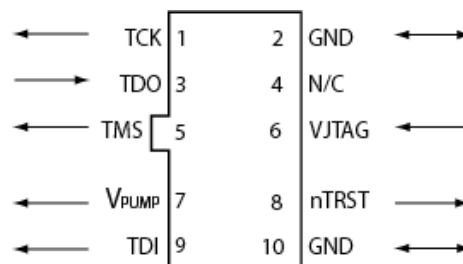 TCK 1 2 GND
TDO 3 4 N/C
TMS 5 6 VJTAG
VPUMP 7 8 nTRST
TDI 9 10 GND